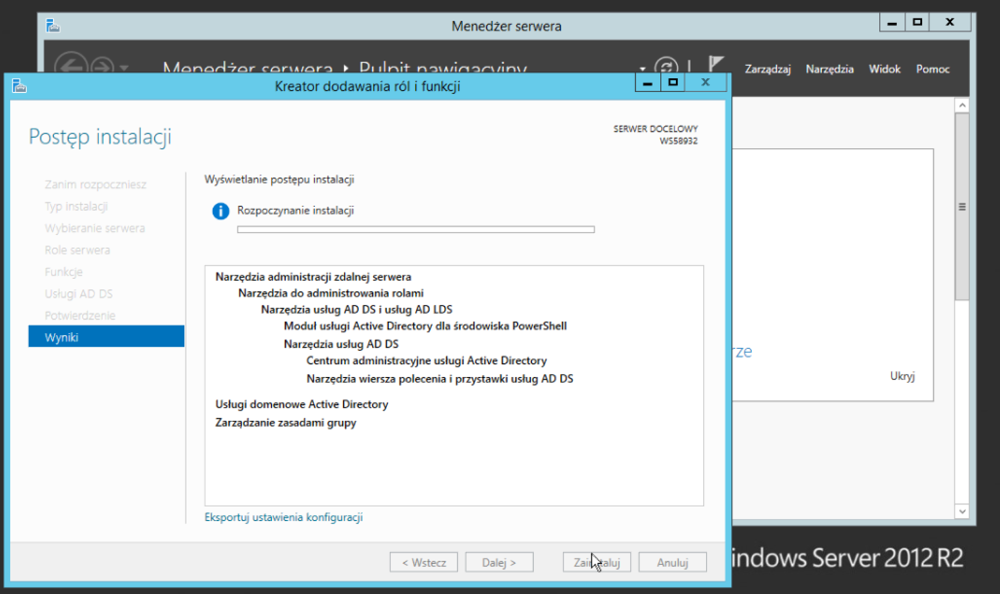 Menedżer serwera
Menedżer serwera Pulpit nawigacyjny
Zarządzaj Narzędzia Widok Pomoc
Kreator dodawania ról i funkcji
Postęp instalacji
SERWER DOCELOWY
WS58932
Zanim rozpoczniesz
Typ instalacji
Wybieranie serwera
Role serwera
Funkcje
Usługi AD DS
Potwierdzenie
Wyniki
Wyświetlanie postępu instalacji
Rozpoczynanie instalacji
Narzędzia administracji zdalnej serwera
Narzędzia do administrowania rolami
Narzędzia usług AD DS i usług AD LDS
Moduł usługi Active Directory dla środowiska PowerShell
Narzędzia usług AD DS
Centrum administracyjne usługi Active Directory
Narzędzia wiersza polecenia i przystawki usług AD DS
Usługi domenowe Active Directory
Zarządzanie zasadami grupy
Eksportuj ustawienia konfiguracji
< Wstecz
Dalej >
Zainstaluj
Anuluj
rze
Ukryj
indows Server 2012 R2